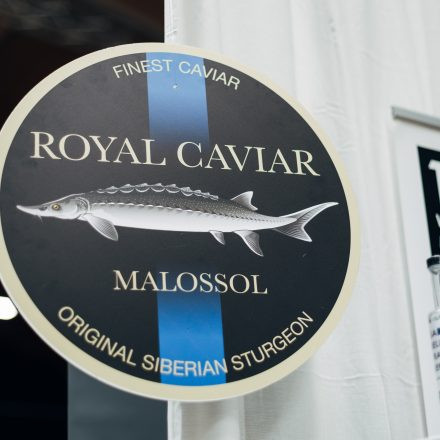 FINEST CAVIAR
ROYAL CAVIAR
MALOSSOL
ORIGINAL SIBERIAN STURGEON